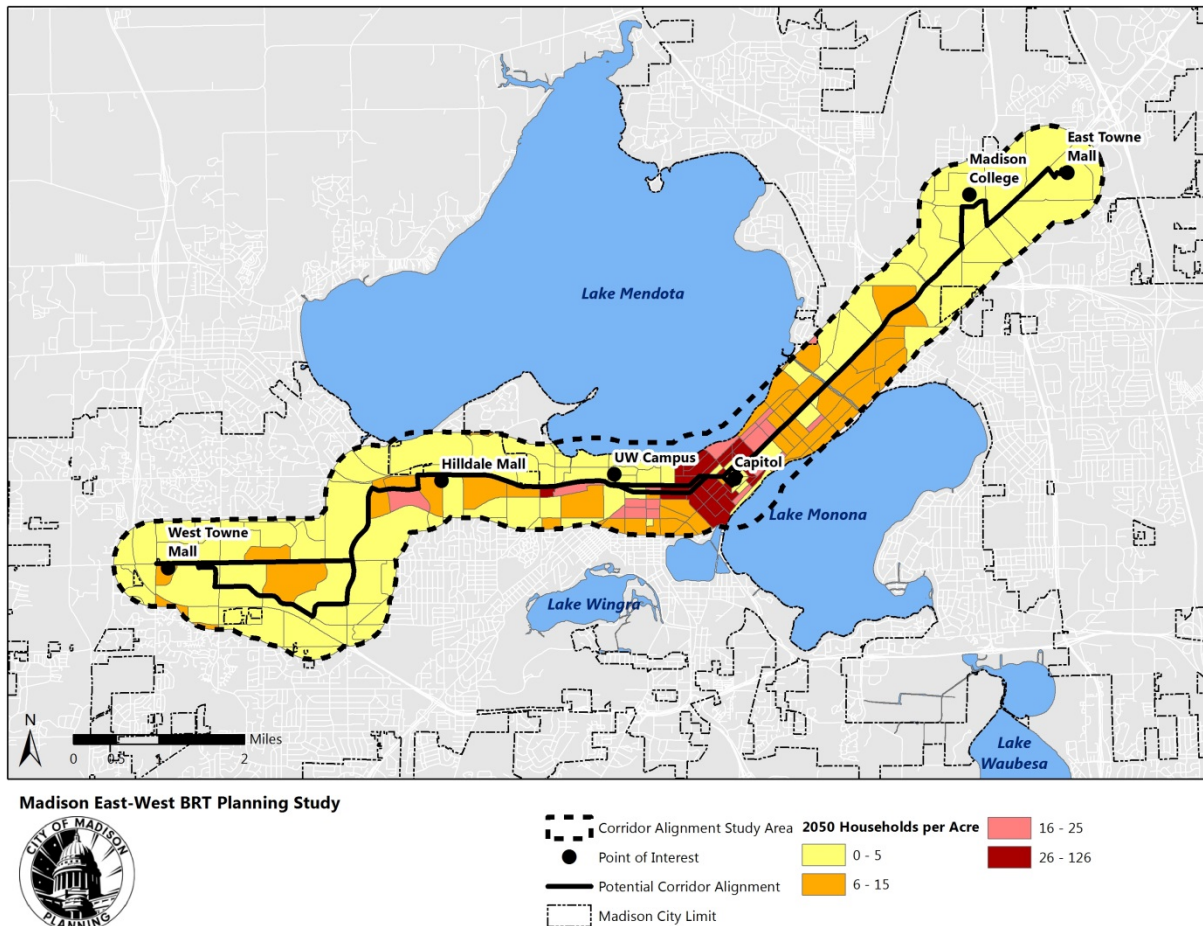 East Towne
Mall
Madison
College
Lake Mendota
UW Campus
Capitol
Hilldale Mall
Lake Monona
West Towne
Mall
Lake Wingra
N
Miles
0 0.5 1 2
Lake
Waubesa
Madison East-West BRT Planning Study
CITY OF MADISON
PLANNING
Corridor Alignment Study Area
Point of Interest
Potential Corridor Alignment
Madison City Limit
2050 Households per Acre
0 - 5
6 - 15
16 - 25
26 - 126